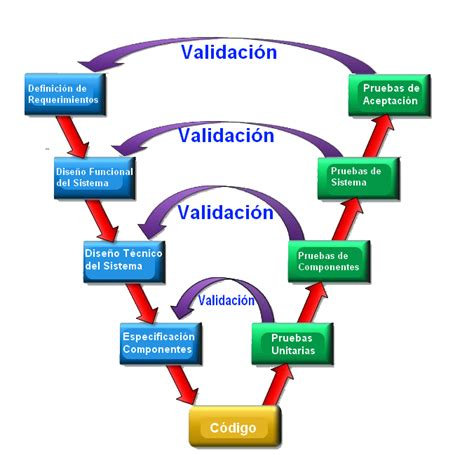 Validación
Definición de
Requerimientos
Pruebas de
Aceptación
Validación
Diseño Funcional
del Sistema
Pruebas de
Sistema
Validación
Diseño Técnico
del Sistema
Pruebas de
Componentes
Validación
Especificación
Componentes
Pruebas
Unitarias
Código